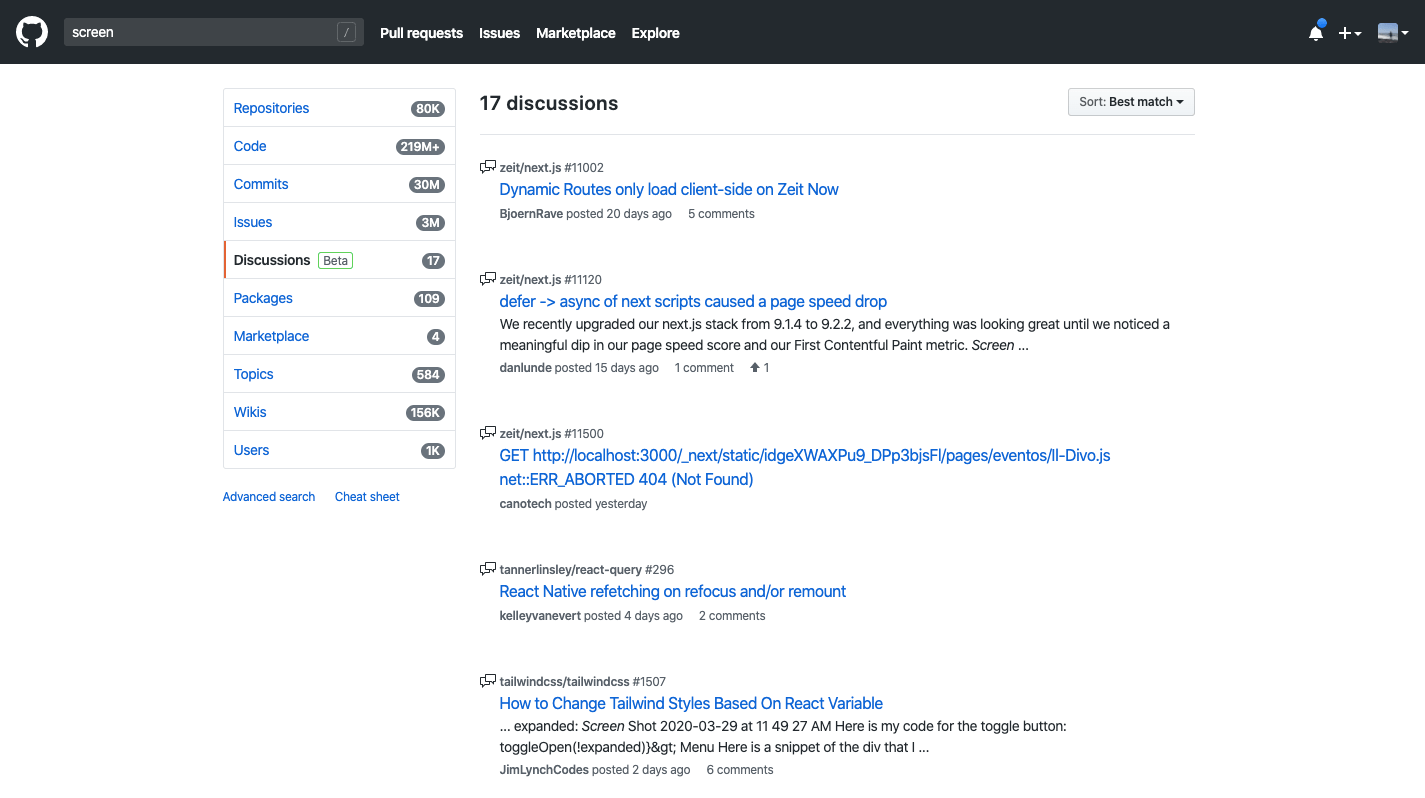 screen /
Pull requests Issues Marketplace Explore
Repositories 80K
Code 219M+
Commits 30M
Issues 3M
Discussions Beta 17
Packages 109
Marketplace 4
Topics 584
Wikis 156K
Users 1K
Advanced search Cheat sheet
17 discussions
Sort: Best match
zeit/next.js #11002
Dynamic Routes only load client-side on Zeit Now
BjoernRave posted 20 days ago 5 comments
zeit/next.js #11120
defer -> async of next scripts caused a page speed drop
We recently upgraded our next.js stack from 9.1.4 to 9.2.2, and everything was looking great until we noticed a
meaningful dip in our page speed score and our First Contentful Paint metric. Screen ...
danlunde posted 15 days ago 1 comment 1
zeit/next.js #11500
GET http://localhost:3000/_next/static/idgeXWAXPu9_DPp3bjsFl/pages/eventos/Il-Divo.js
net::ERR_ABORTED 404 (Not Found)
canotech posted yesterday
tannerlinsley/react-query #296
React Native refetching on refocus and/or remount
kelleyvanevert posted 4 days ago 2 comments
tailwindcss/tailwindcss #1507
How to Change Tailwind Styles Based On React Variable
... expanded: Screen Shot 2020-03-29 at 11 49 27 AM Here is my code for the toggle button:
toggleOpen(!expanded)}&gt; Menu Here is a snippet of the div that I ...
JimLynchCodes posted 2 days ago 6 comments